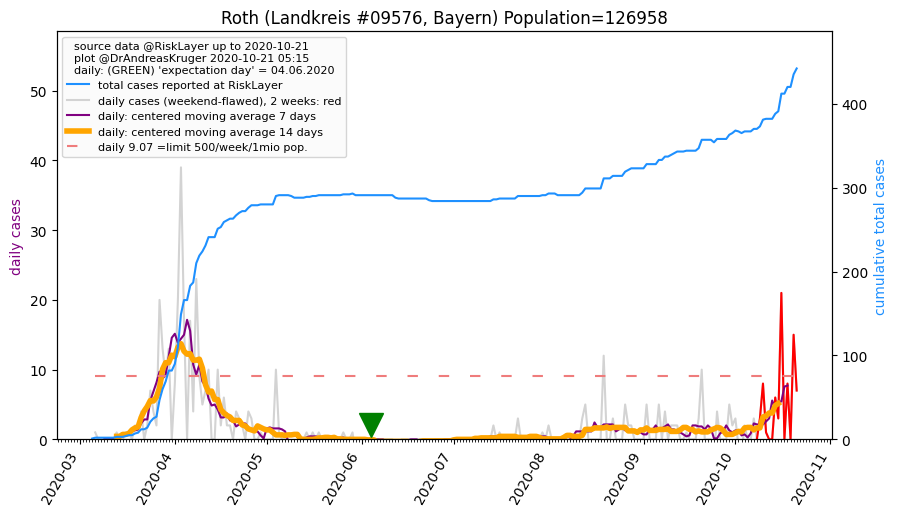 Roth (Landkreis #09576, Bayern) Population=126958
source data @RiskLayer up to 2020-10-21
plot @DrAndreasKruger 2020-10-21 05:15
daily: (GREEN) 'expectation day' = 04.06.2020
total cases reported at RiskLayer
daily cases (weekend-flawed), 2 weeks: red
daily: centered moving average 7 days
daily: centered moving average 14 days
daily 9.07 =limit 500/week/1mio pop.
daily cases
50
40
30
20
10
0
cumulative total cases
400
300
200
100
0
2020-03
2020-04
2020-05
2020-06
2020-07
2020-08
2020-09
2020-10
2020-11